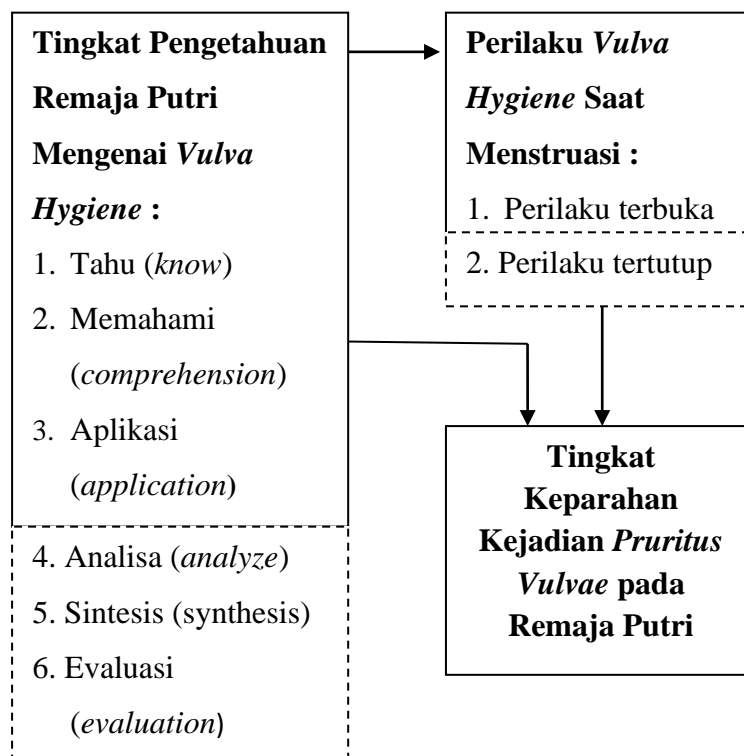 Tingkat Pengetahuan
Remaja Putri
Mengenai Vulva
Hygiene :
1. Tahu (know)
2. Memahami
(comprehension)
3. Aplikasi
(application)
4. Analisa (analyze)
5. Sintesis (synthesis)
6. Evaluasi
(evaluation)
Perilaku Vulva
Hygiene Saat
Menstruasi :
1. Perilaku terbuka
2. Perilaku tertutup
Tingkat
Keparahan
Kejadian Pruritus
Vulvae pada
Remaja Putri